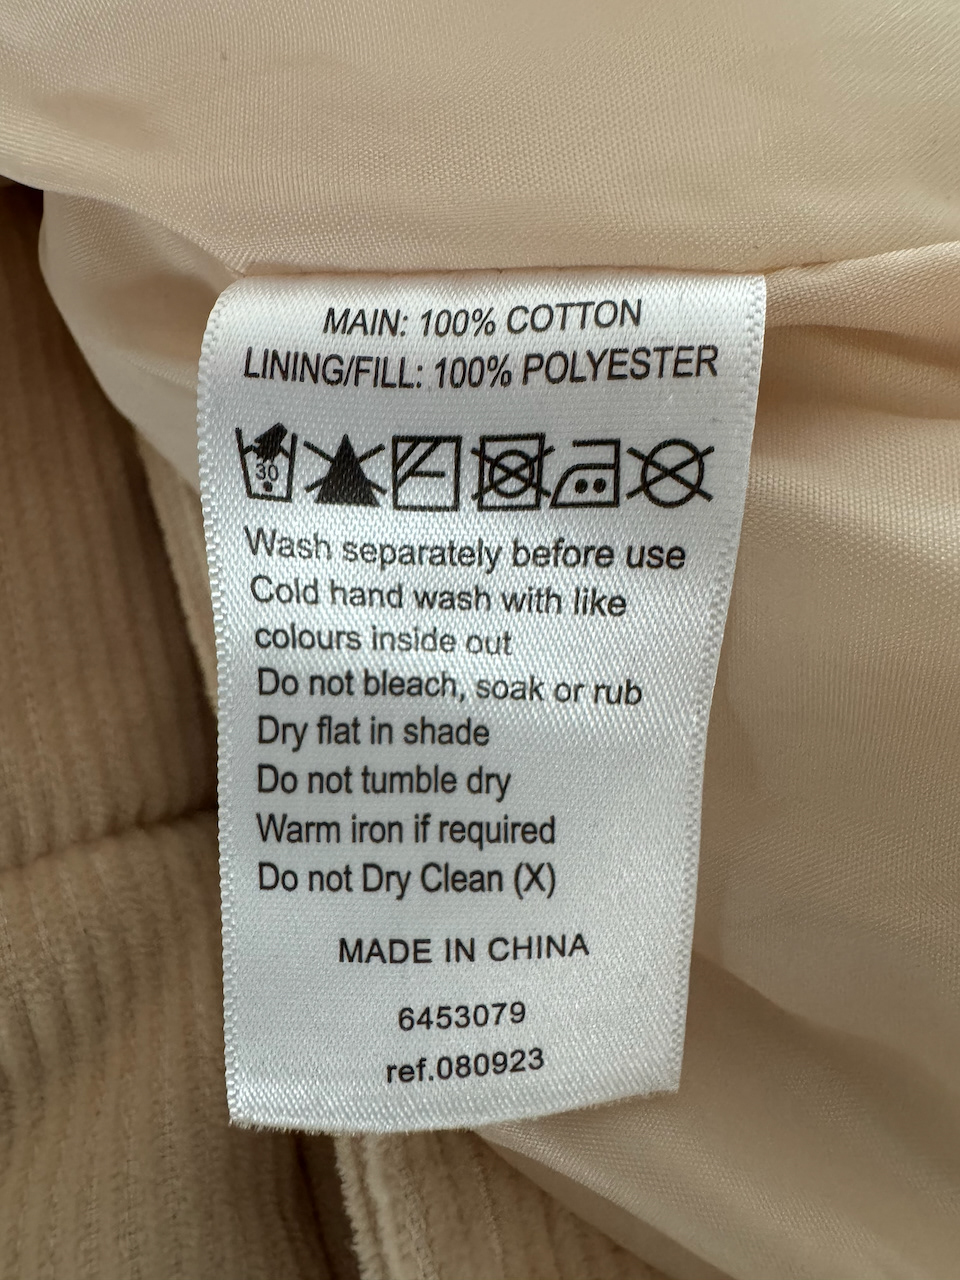 MAIN: 100% COTTON
LINING/FILL: 100% POLYESTER
30
Wash separately before use
Cold hand wash with like
colours inside out
Do not bleach, soak or rub
Dry flat in shade
Do not tumble dry
Warm iron if required
Do not Dry Clean (X)
MADE IN CHINA
6453079
ref.080923